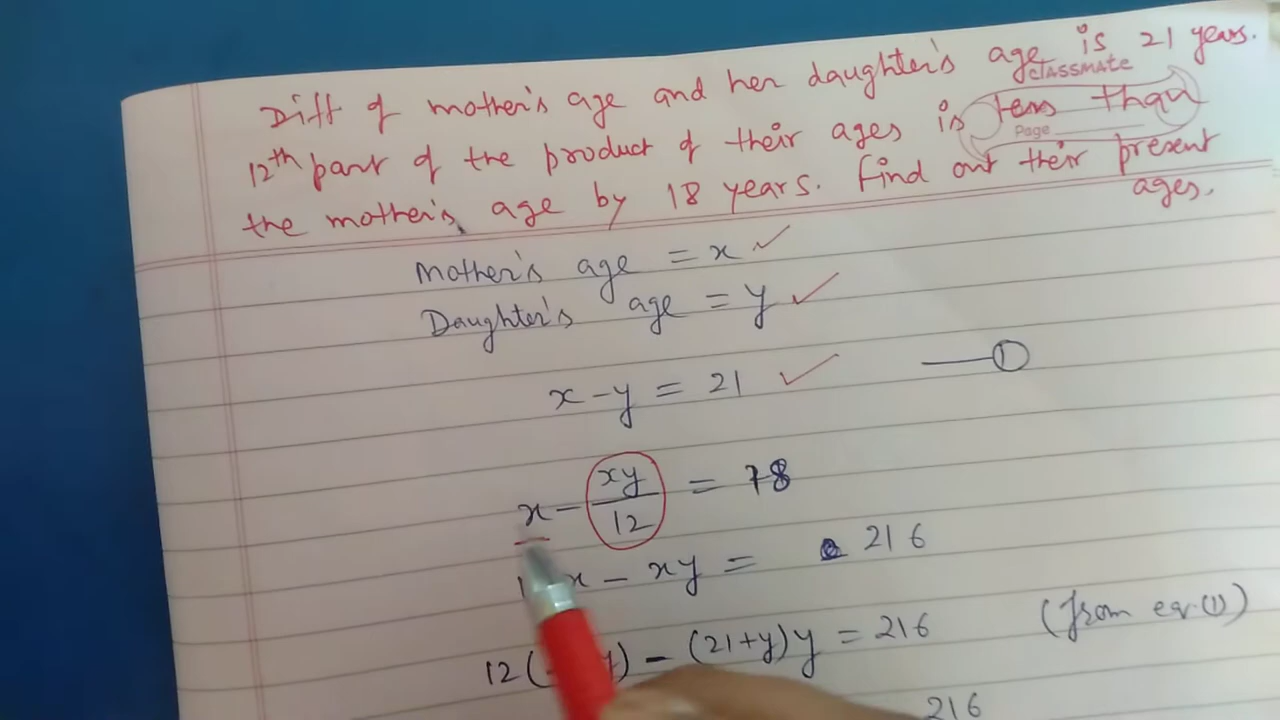 Diff of mother's age and her daughter's age is 21 years.
CLASSMATE
12th part of the product of their ages is less than
Page
the mother's age by 18 years. Find out their present
ages.
Mother's age = x ✓
Daughter's age = y ✓
x - y = 21 ✓ —①
x - xy/12 = 18
x - xy = 216
12( y) - (21+y)y = 216 (from eq.(1))
216